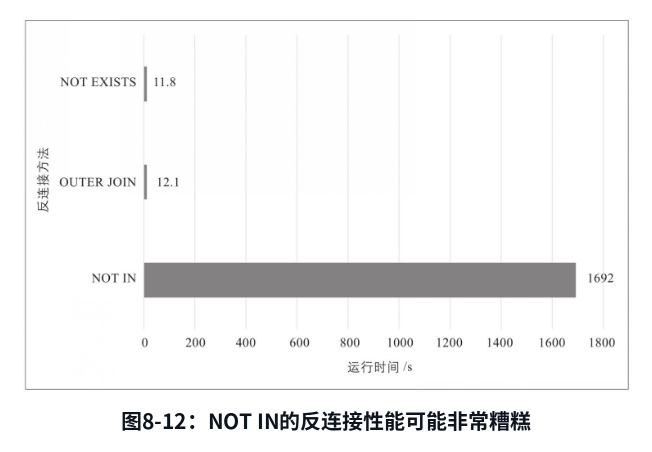 NOT EXISTS 11.8
反连接方法
OUTER JOIN 12.1
NOT IN 1692
0 200 400 600 800 1000 1200 1400 1600 1800
运行时间 /s
图8-12：NOT IN的反连接性能可能非常糟糕